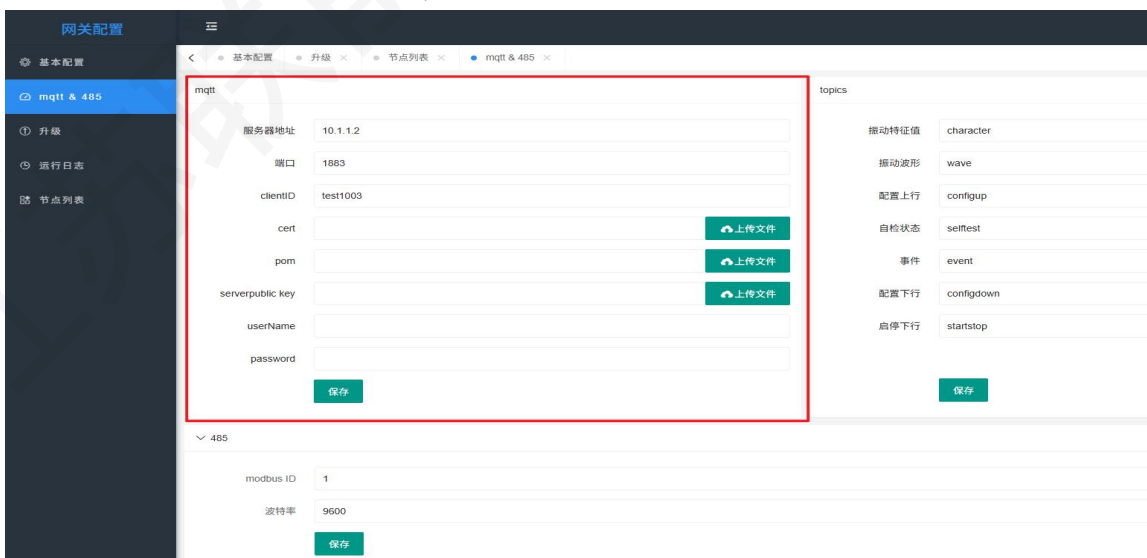 网关配置
基本配置
mqtt & 485
升级
运行日志
节点列表
基本配置 升级 节点列表 mqtt & 485
mqtt
服务器地址 10.1.1.2
端口 1883
clientID test1003
cert 上传文件
pom 上传文件
serverpublic key 上传文件
userName
password
保存
topics
振动特征值 character
振动波形 wave
配置上行 configup
自检状态 selftest
事件 event
配置下行 configdown
启停下行 startstop
保存
485
modbus ID 1
波特率 9600
保存